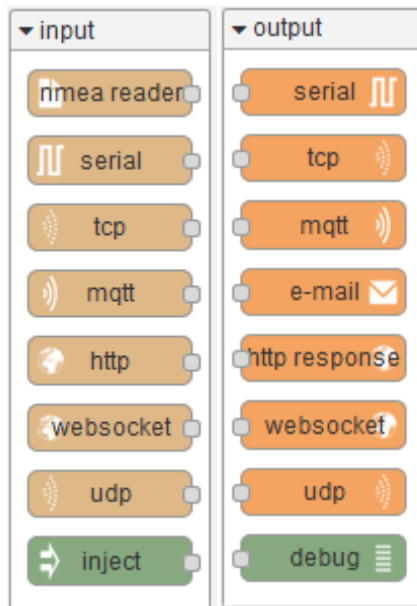 input
nmea reader
serial
tcp
mqtt
http
websocket
udp
inject
output
serial
tcp
mqtt
e-mail
http response
websocket
udp
debug